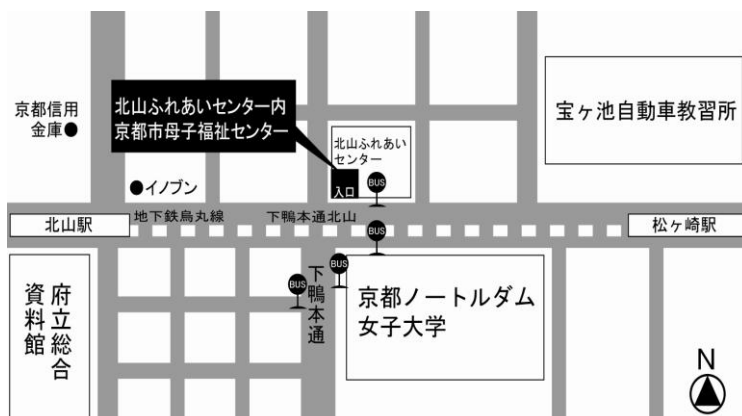 京都信用
金庫●
北山ふれあいセンター内
京都市母子福祉センター
北山ふれあい
センター
入口
BUS
宝ヶ池自動車教習所
●イノブン
地下鉄烏丸線
下鴨本通北山
北山駅
BUS
松ヶ崎駅
BUS
BUS
下鴨本通
府立総合
資料館
京都ノートルダム
女子大学
N